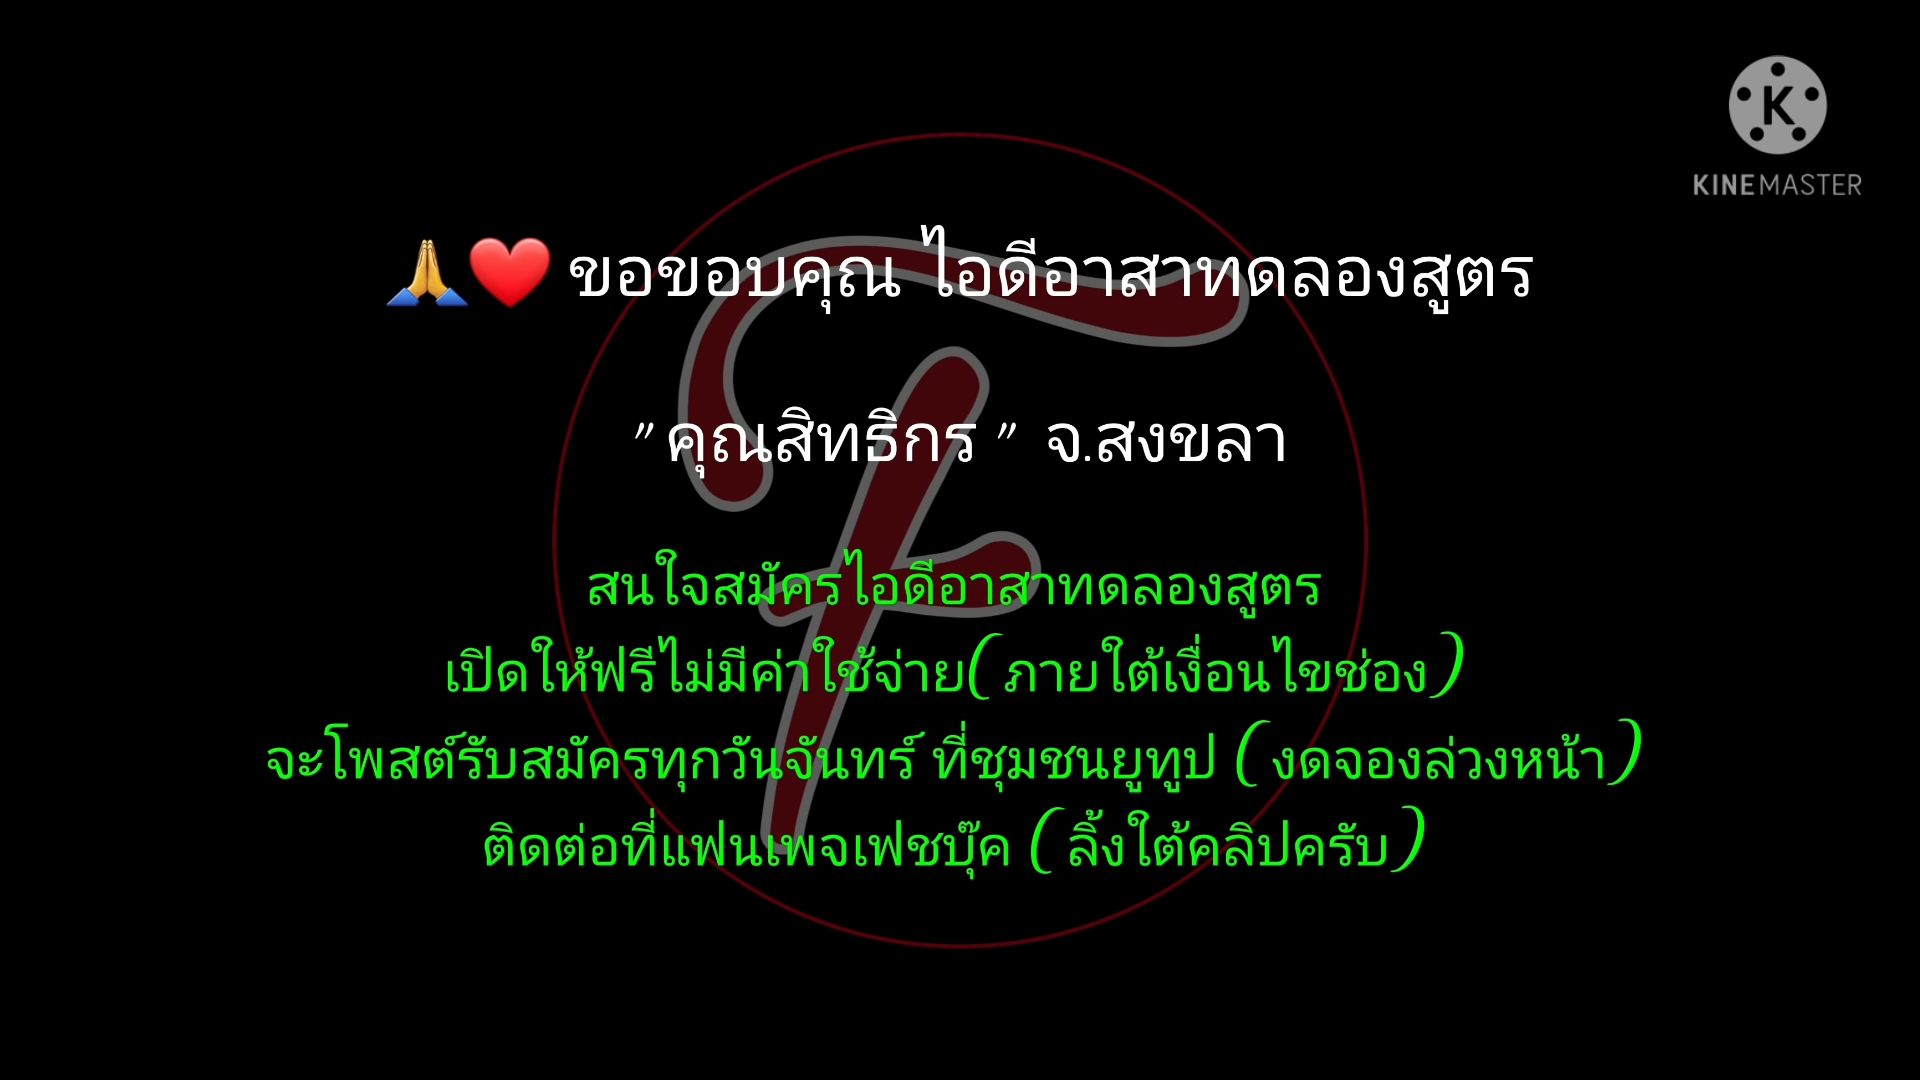 KINEMASTER
🙏❤️ ขอขอบคุณ ไอดีอาสาทดลองสูตร
"คุณสิทธิกร" จ.สงขลา
สนใจสมัครไอดีอาสาทดลองสูตร
เปิดให้ฟรีไม่มีค่าใช้จ่าย( ภายใต้เงื่อนไขช่อง)
จะโพสต์รับสมัครทุกวันจันทร์ ที่ชุมชนยูทูป ( งดจองล่วงหน้า)
ติดต่อที่แฟนเพจเฟชบุ๊ค ( ลิ้งใต้คลิปครับ)